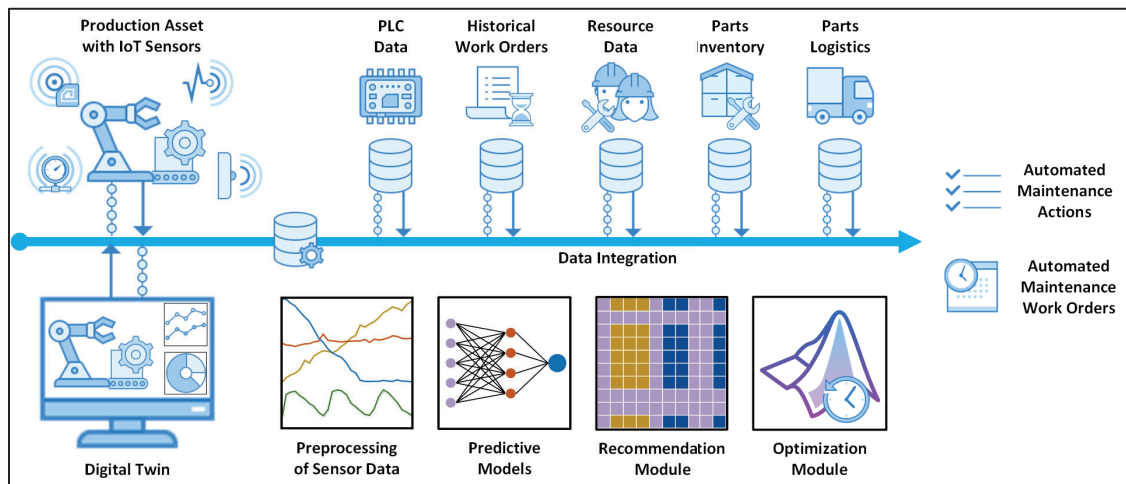 Production Asset
with IoT Sensors
PLC
Data
Historical
Work Orders
Resource
Data
Parts
Inventory
Parts
Logistics
Automated
Maintenance
Actions
Data Integration
Automated
Maintenance
Work Orders
Digital Twin
Preprocessing
of Sensor Data
Predictive
Models
Recommendation
Module
Optimization
Module